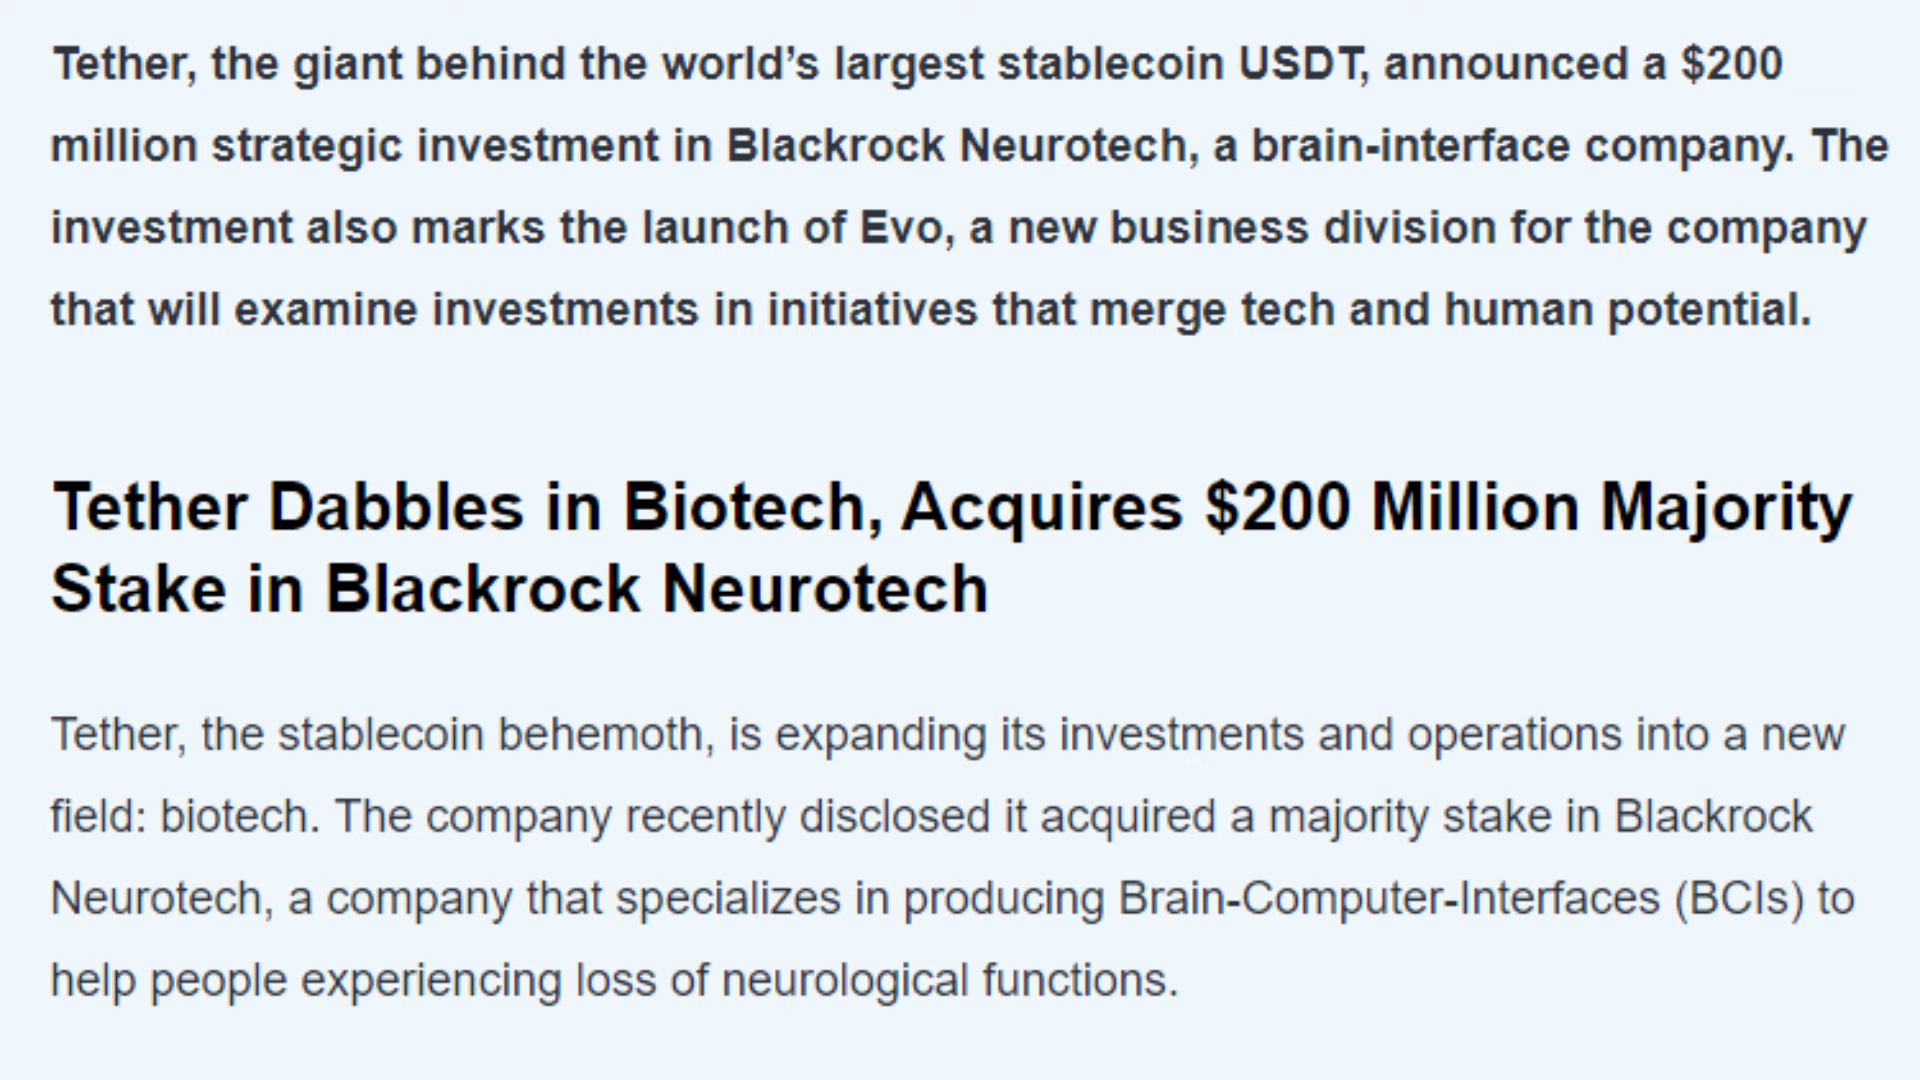 Tether, the giant behind the world’s largest stablecoin USDT, announced a $200
million strategic investment in Blackrock Neurotech, a brain-interface company. The
investment also marks the launch of Evo, a new business division for the company
that will examine investments in initiatives that merge tech and human potential.
Tether Dabbles in Biotech, Acquires $200 Million Majority
Stake in Blackrock Neurotech
Tether, the stablecoin behemoth, is expanding its investments and operations into a new
field: biotech. The company recently disclosed it acquired a majority stake in Blackrock
Neurotech, a company that specializes in producing Brain-Computer-Interfaces (BCIs) to
help people experiencing loss of neurological functions.